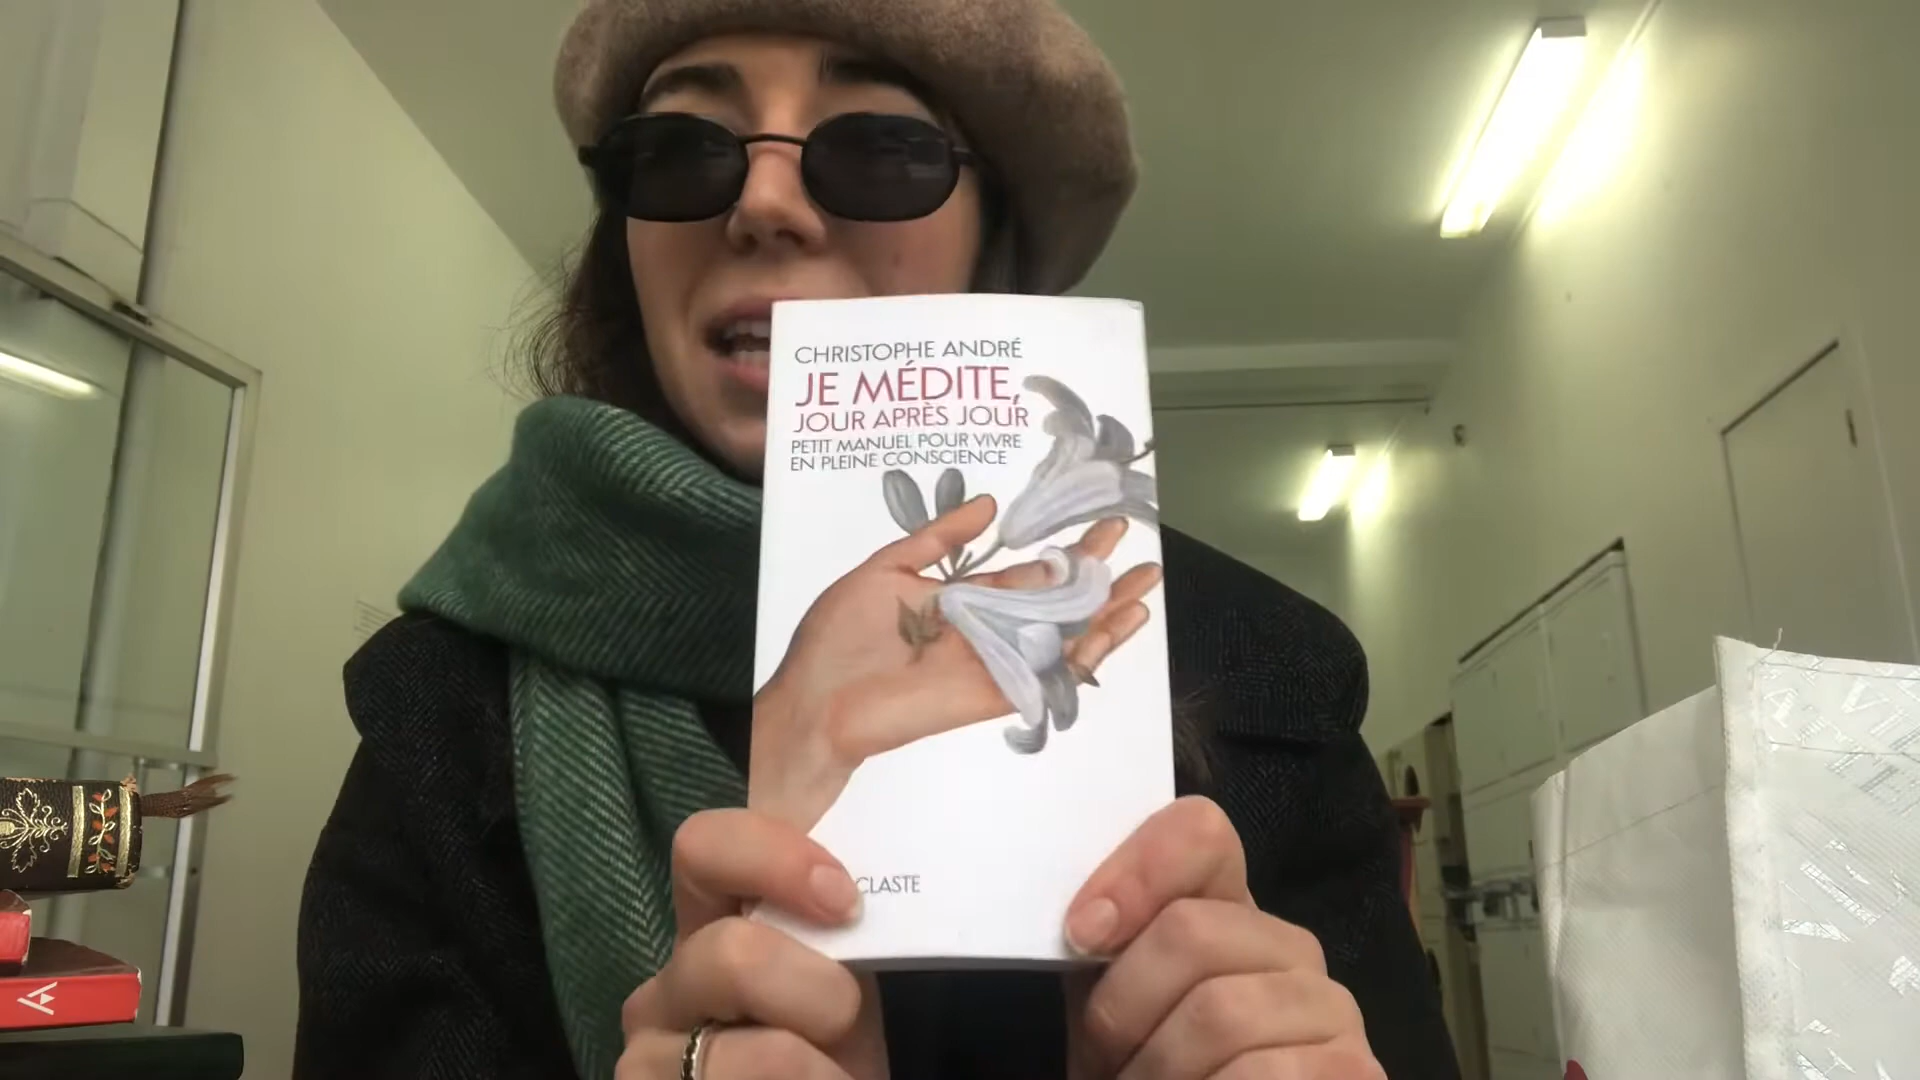 CHRISTOPHE ANDRÉ
JE MÉDITE,
JOUR APRÈS JOUR
PETIT MANUEL POUR VIVRE
EN PLEINE CONSCIENCE
CLASTE